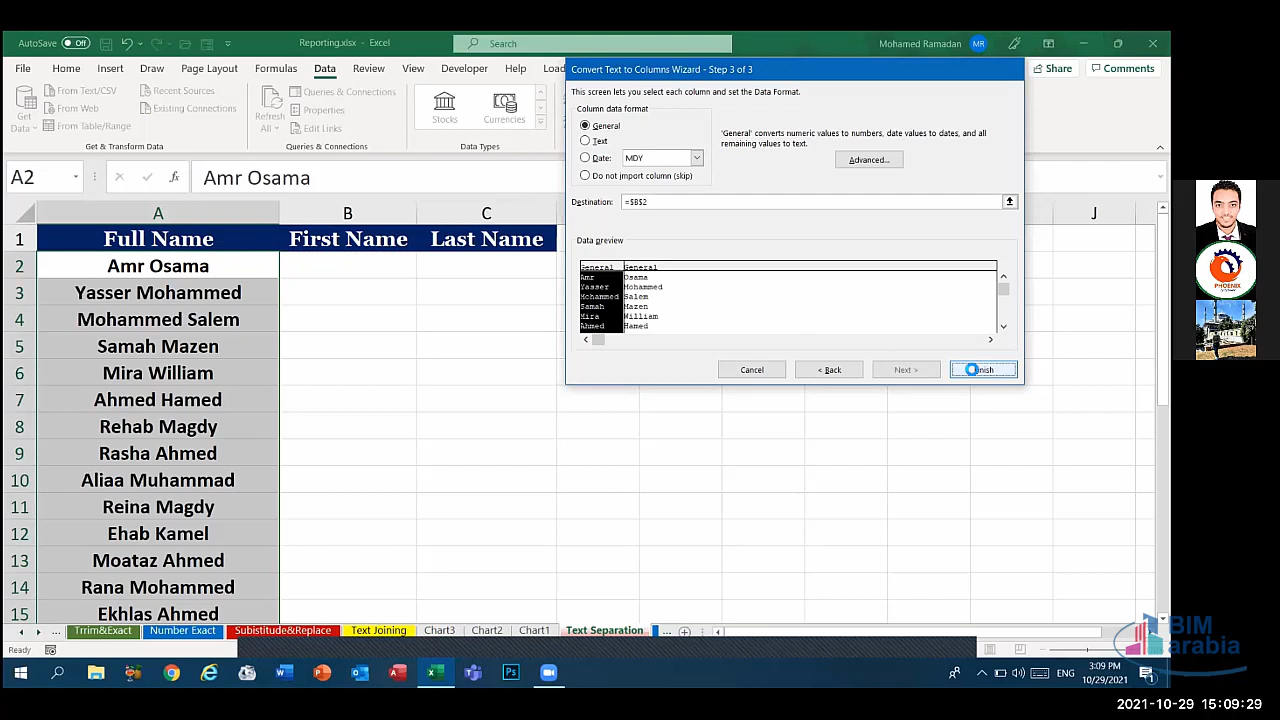 AutoSave Off
Reporting.xlsx - Excel
Search
Mohamed Ramadan MR
File Home Insert Draw Page Layout Formulas Data Review View Developer Help Load
Share Comments
Get Data
From Text/CSV
From Web
From Table/Range
Recent Sources
Existing Connections
Get & Transform Data
Refresh All
Queries & Connections
Properties
Edit Links
Queries & Connections
Stocks Currencies
Data Types
A2
fx Amr Osama
Convert Text to Columns Wizard - Step 3 of 3
This screen lets you select each column and set the Data Format.
Column data format
General
Text
Date: MDY
Do not import column (skip)
'General' converts numeric values to numbers, date values to dates, and all
remaining values to text.
Advanced...
Destination: =$B$2
Data preview
General General
Amr Osama
Yasser Mohammed
Mohammed Salem
Samah Mazen
Mira William
Ahmed Hamed
Cancel < Back Next >
A B C J
1 Full Name First Name Last Name
2 Amr Osama
3 Yasser Mohammed
4 Mohammed Salem
5 Samah Mazen
6 Mira William
7 Ahmed Hamed
8 Rehab Magdy
9 Rasha Ahmed
10 Aliaa Muhammad
11 Reina Magdy
12 Ehab Kamel
13 Moataz Ahmed
14 Rana Mohammed
15 Ekhlas Ahmed
... Trrim&Exact Number Exact Subistitude&Replace Text Joining Chart3 Chart2 Chart1 Text Separation ...
Ready
PHOENIX
BIM
arabia
ENG
3:09 PM
10/29/2021
1
2021-10-29 15:09:29